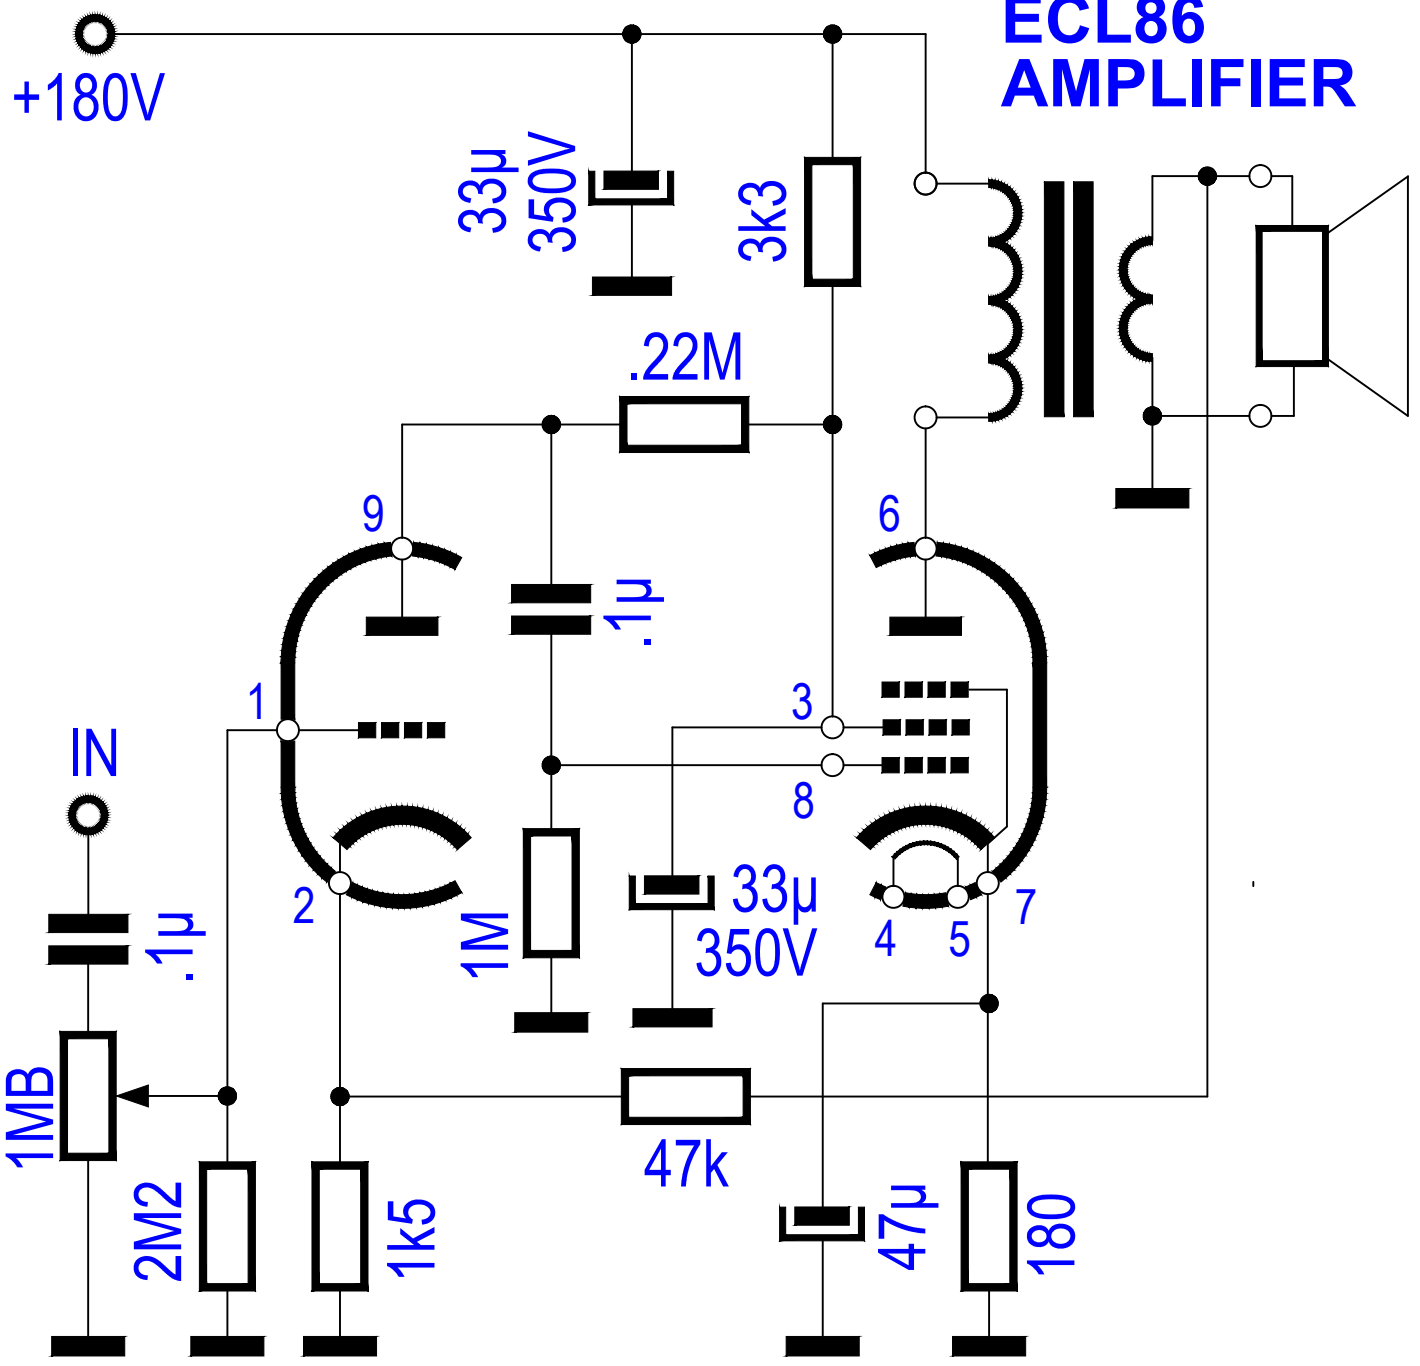 ECL86
AMPLIFIER
+180V
33µ
350V
3k3
.22M
9
6
.1µ
1
3
IN
8
2
.1µ
1M
33µ
350V
4
5
7
1MB
47k
2M2
1k5
47µ
180